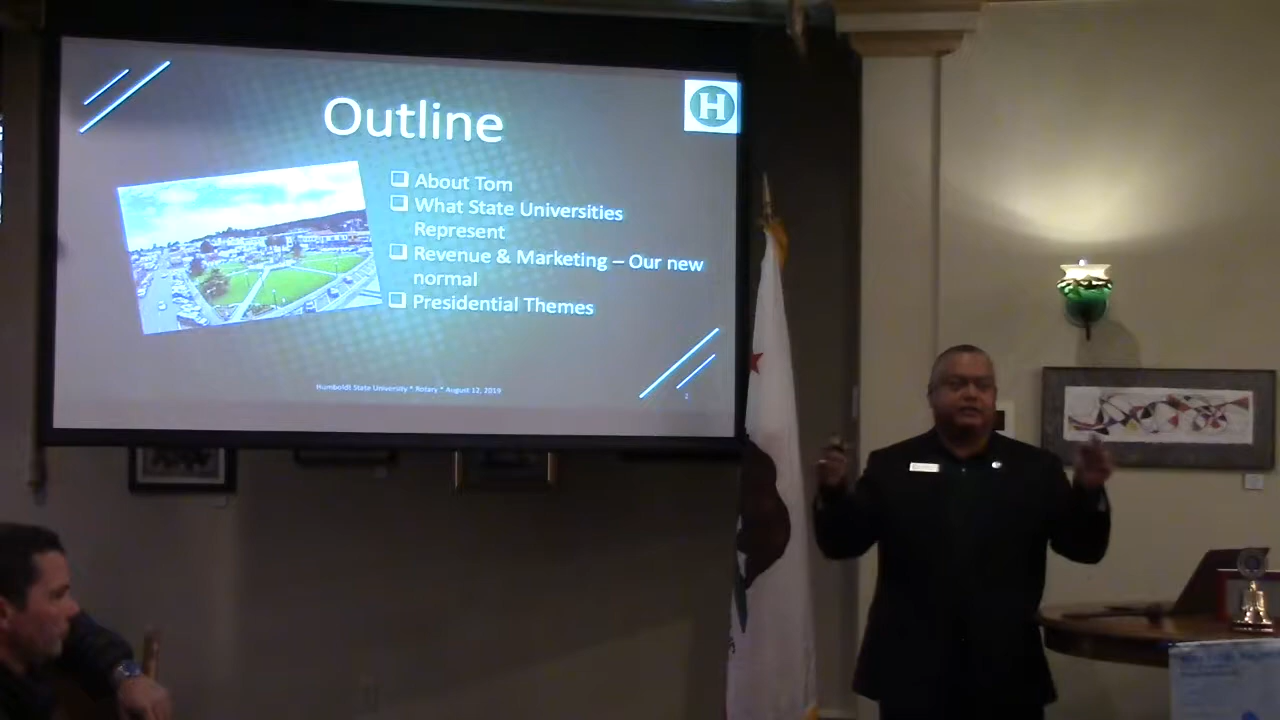 Outline
H
About Tom
What State Universities
Represent
Revenue & Marketing – Our new
normal
Presidential Themes
Humboldt State University * Rotary * August 12, 2019
2